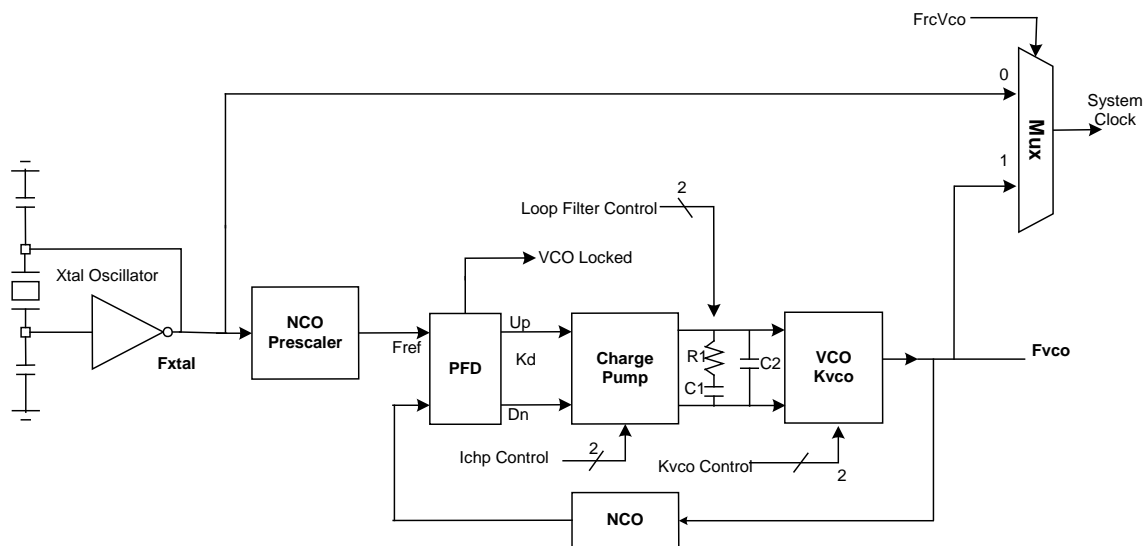 FrcVco
0
System
Clock
Mux
1
2
Loop Filter Control
Xtal Oscillator
VCO Locked
NCO
Prescaler
Fxtal
Fref
PFD
Up
Kd
Dn
Charge
Pump
R1
C1
C2
VCO
Kvco
Fvco
Ichp Control
2
Kvco Control
2
NCO